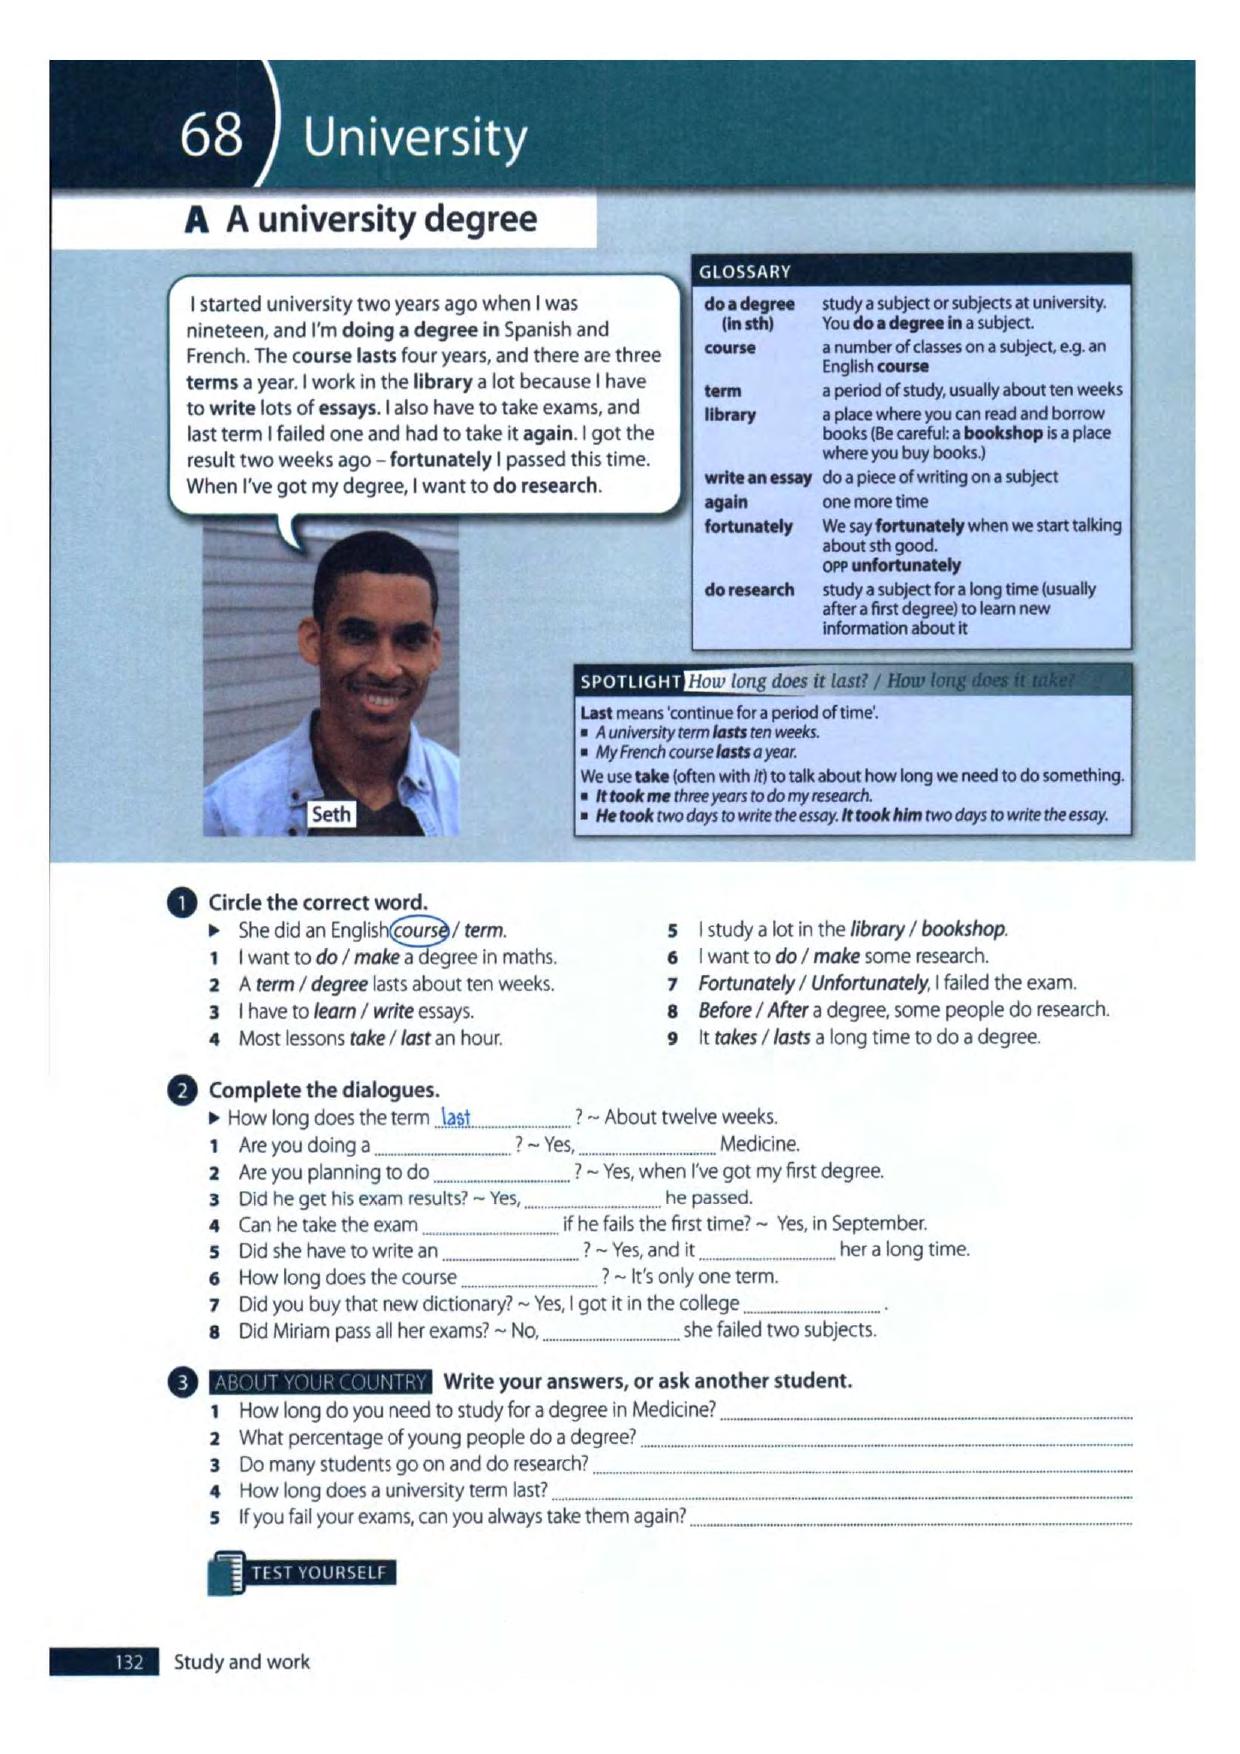 68 University
A A university degree
I started university two years ago when I was
nineteen, and I'm doing a degree in Spanish and
French. The course lasts four years, and there are three
terms a year. I work in the library a lot because I have
to write lots of essays. I also have to take exams, and
last term I failed one and had to take it again. I got the
result two weeks ago – fortunately I passed this time.
When I've got my degree, I want to do research.
Seth
GLOSSARY
do a degree study a subject or subjects at university.
(in sth) You do a degree in a subject.
course a number of classes on a subject, e.g. an
English course
term a period of study, usually about ten weeks
library a place where you can read and borrow
books (Be careful: a bookshop is a place
where you buy books.)
write an essay do a piece of writing on a subject
again one more time
fortunately We say fortunately when we start talking
about sth good.
OPP unfortunately
do research study a subject for a long time (usually
after a first degree) to learn new
information about it
SPOTLIGHT How long does it last? / How long does it take?
Last means 'continue for a period of time'.
▪ A university term lasts ten weeks.
▪ My French course lasts a year.
We use take (often with it) to talk about how long we need to do something.
▪ It took me three years to do my research.
▪ He took two days to write the essay. It took him two days to write the essay.
1 Circle the correct word.
▶ She did an English course / term.
1 I want to do / make a degree in maths.
2 A term / degree lasts about ten weeks.
3 I have to learn / write essays.
4 Most lessons take / last an hour.
5 I study a lot in the library / bookshop.
6 I want to do / make some research.
7 Fortunately / Unfortunately, I failed the exam.
8 Before / After a degree, some people do research.
9 It takes / lasts a long time to do a degree.
2 Complete the dialogues.
▶ How long does the term last ? ~ About twelve weeks.
1 Are you doing a ? ~ Yes, Medicine.
2 Are you planning to do ? ~ Yes, when I've got my first degree.
3 Did he get his exam results? ~ Yes, he passed.
4 Can he take the exam if he fails the first time? ~ Yes, in September.
5 Did she have to write an ? ~ Yes, and it her a long time.
6 How long does the course ? ~ It's only one term.
7 Did you buy that new dictionary? ~ Yes, I got it in the college .
8 Did Miriam pass all her exams? ~ No, she failed two subjects.
3 ABOUT YOUR COUNTRY Write your answers, or ask another student.
1 How long do you need to study for a degree in Medicine?
2 What percentage of young people do a degree?
3 Do many students go on and do research?
4 How long does a university term last?
5 If you fail your exams, can you always take them again?
TEST YOURSELF
132 Study and work